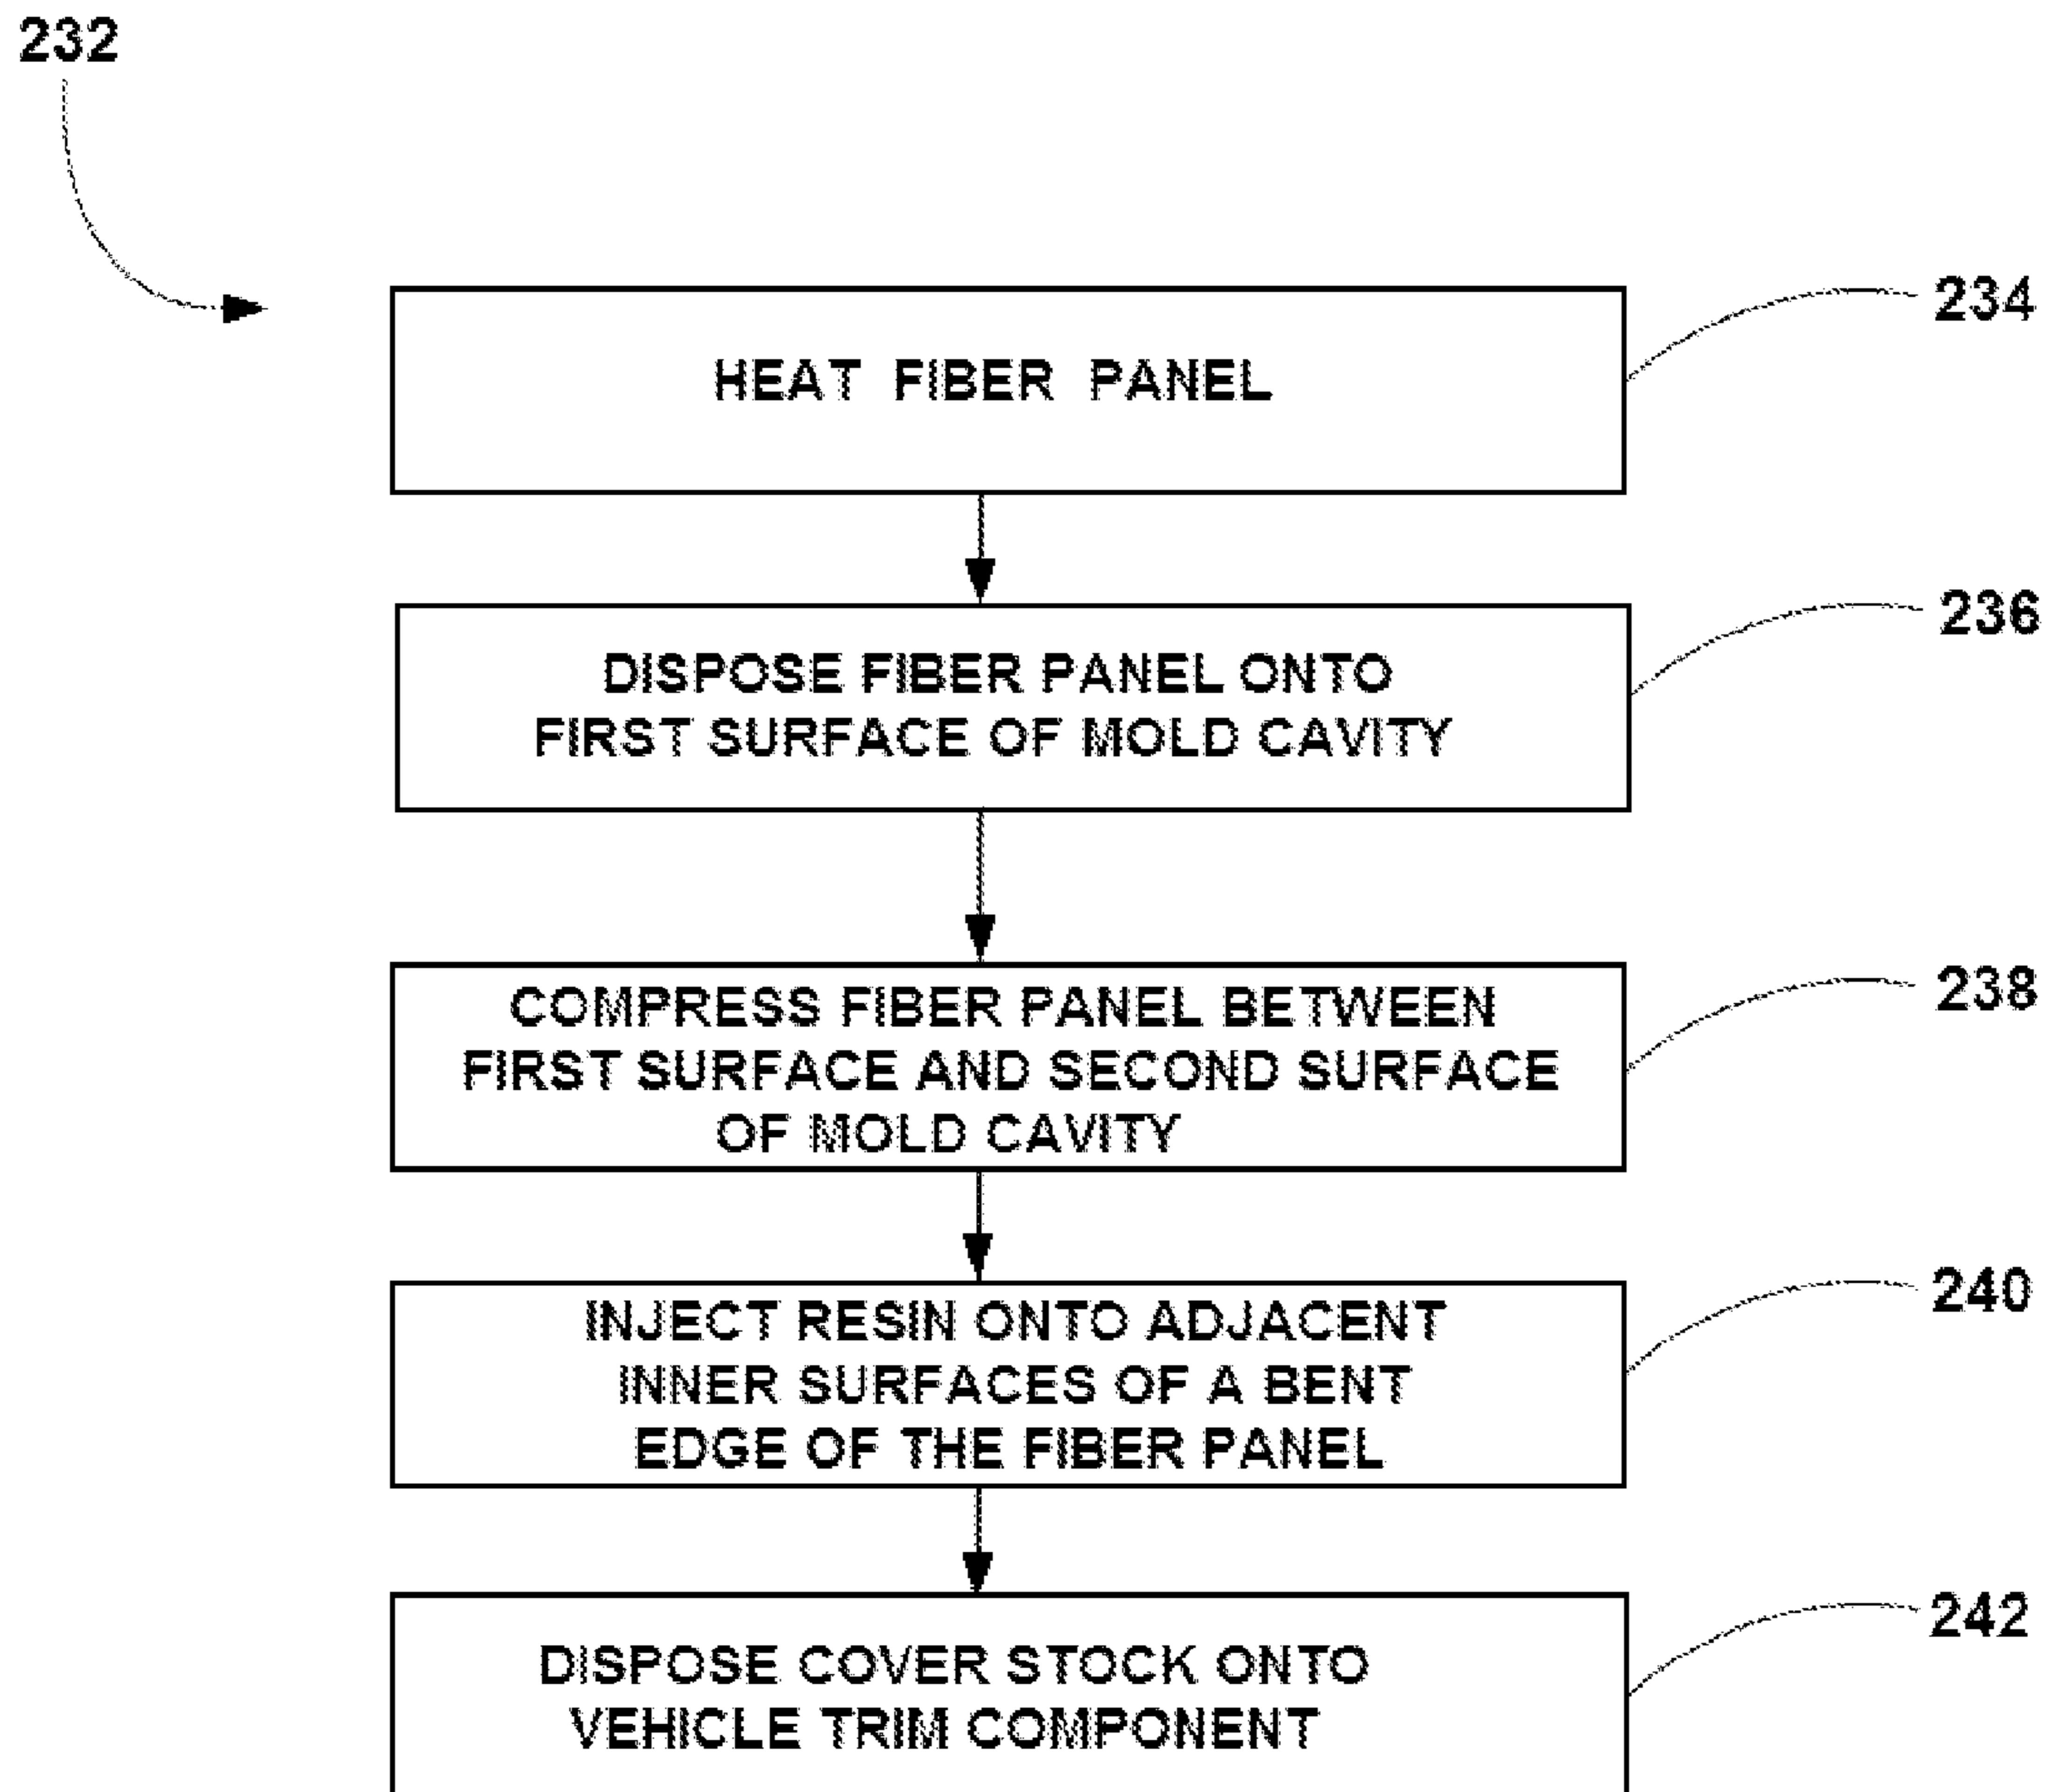 232
HEAT FIBER PANEL
234
DISPOSE FIBER PANEL ONTO
FIRST SURFACE OF MOLD CAVITY
236
COMPRESS FIBER PANEL BETWEEN
FIRST SURFACE AND SECOND SURFACE
OF MOLD CAVITY
238
INJECT RESIN ONTO ADJACENT
INNER SURFACES OF A BENT
EDGE OF THE FIBER PANEL
240
DISPOSE COVER STOCK ONTO
VEHICLE TRIM COMPONENT
242